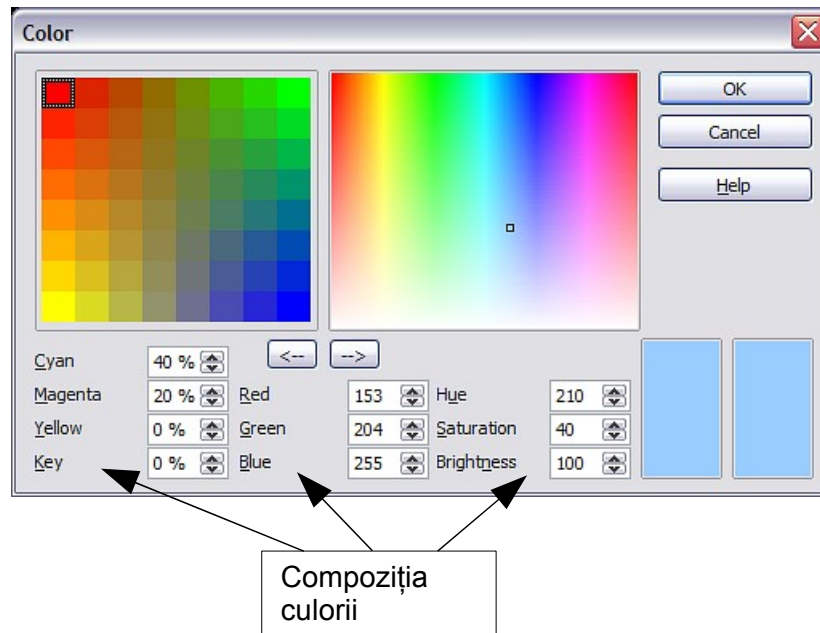 Color
OK
Cancel
Help
<-- -->
Cyan 40 %
Magenta 20 % Red 153 Hue 210
Yellow 0 % Green 204 Saturation 40
Key 0 % Blue 255 Brightness 100
Compoziția
culorii